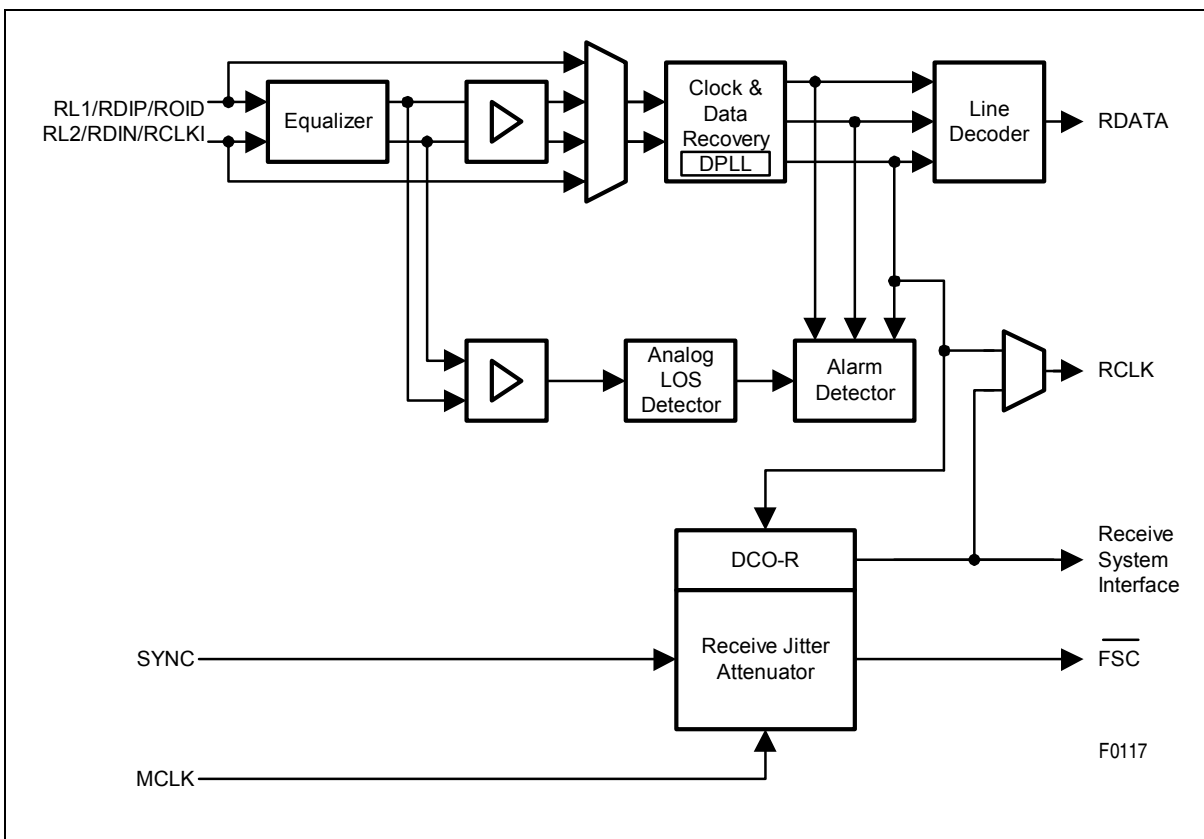 RL1/RDIP/ROID
RL2/RDIN/RCLKI
Equalizer
Clock &
Data
Recovery
DPLL
Line
Decoder
RDATA
Analog
LOS
Detector
Alarm
Detector
RCLK
DCO-R
Receive
System
Interface
SYNC
Receive Jitter
Attenuator
FSC
MCLK
F0117